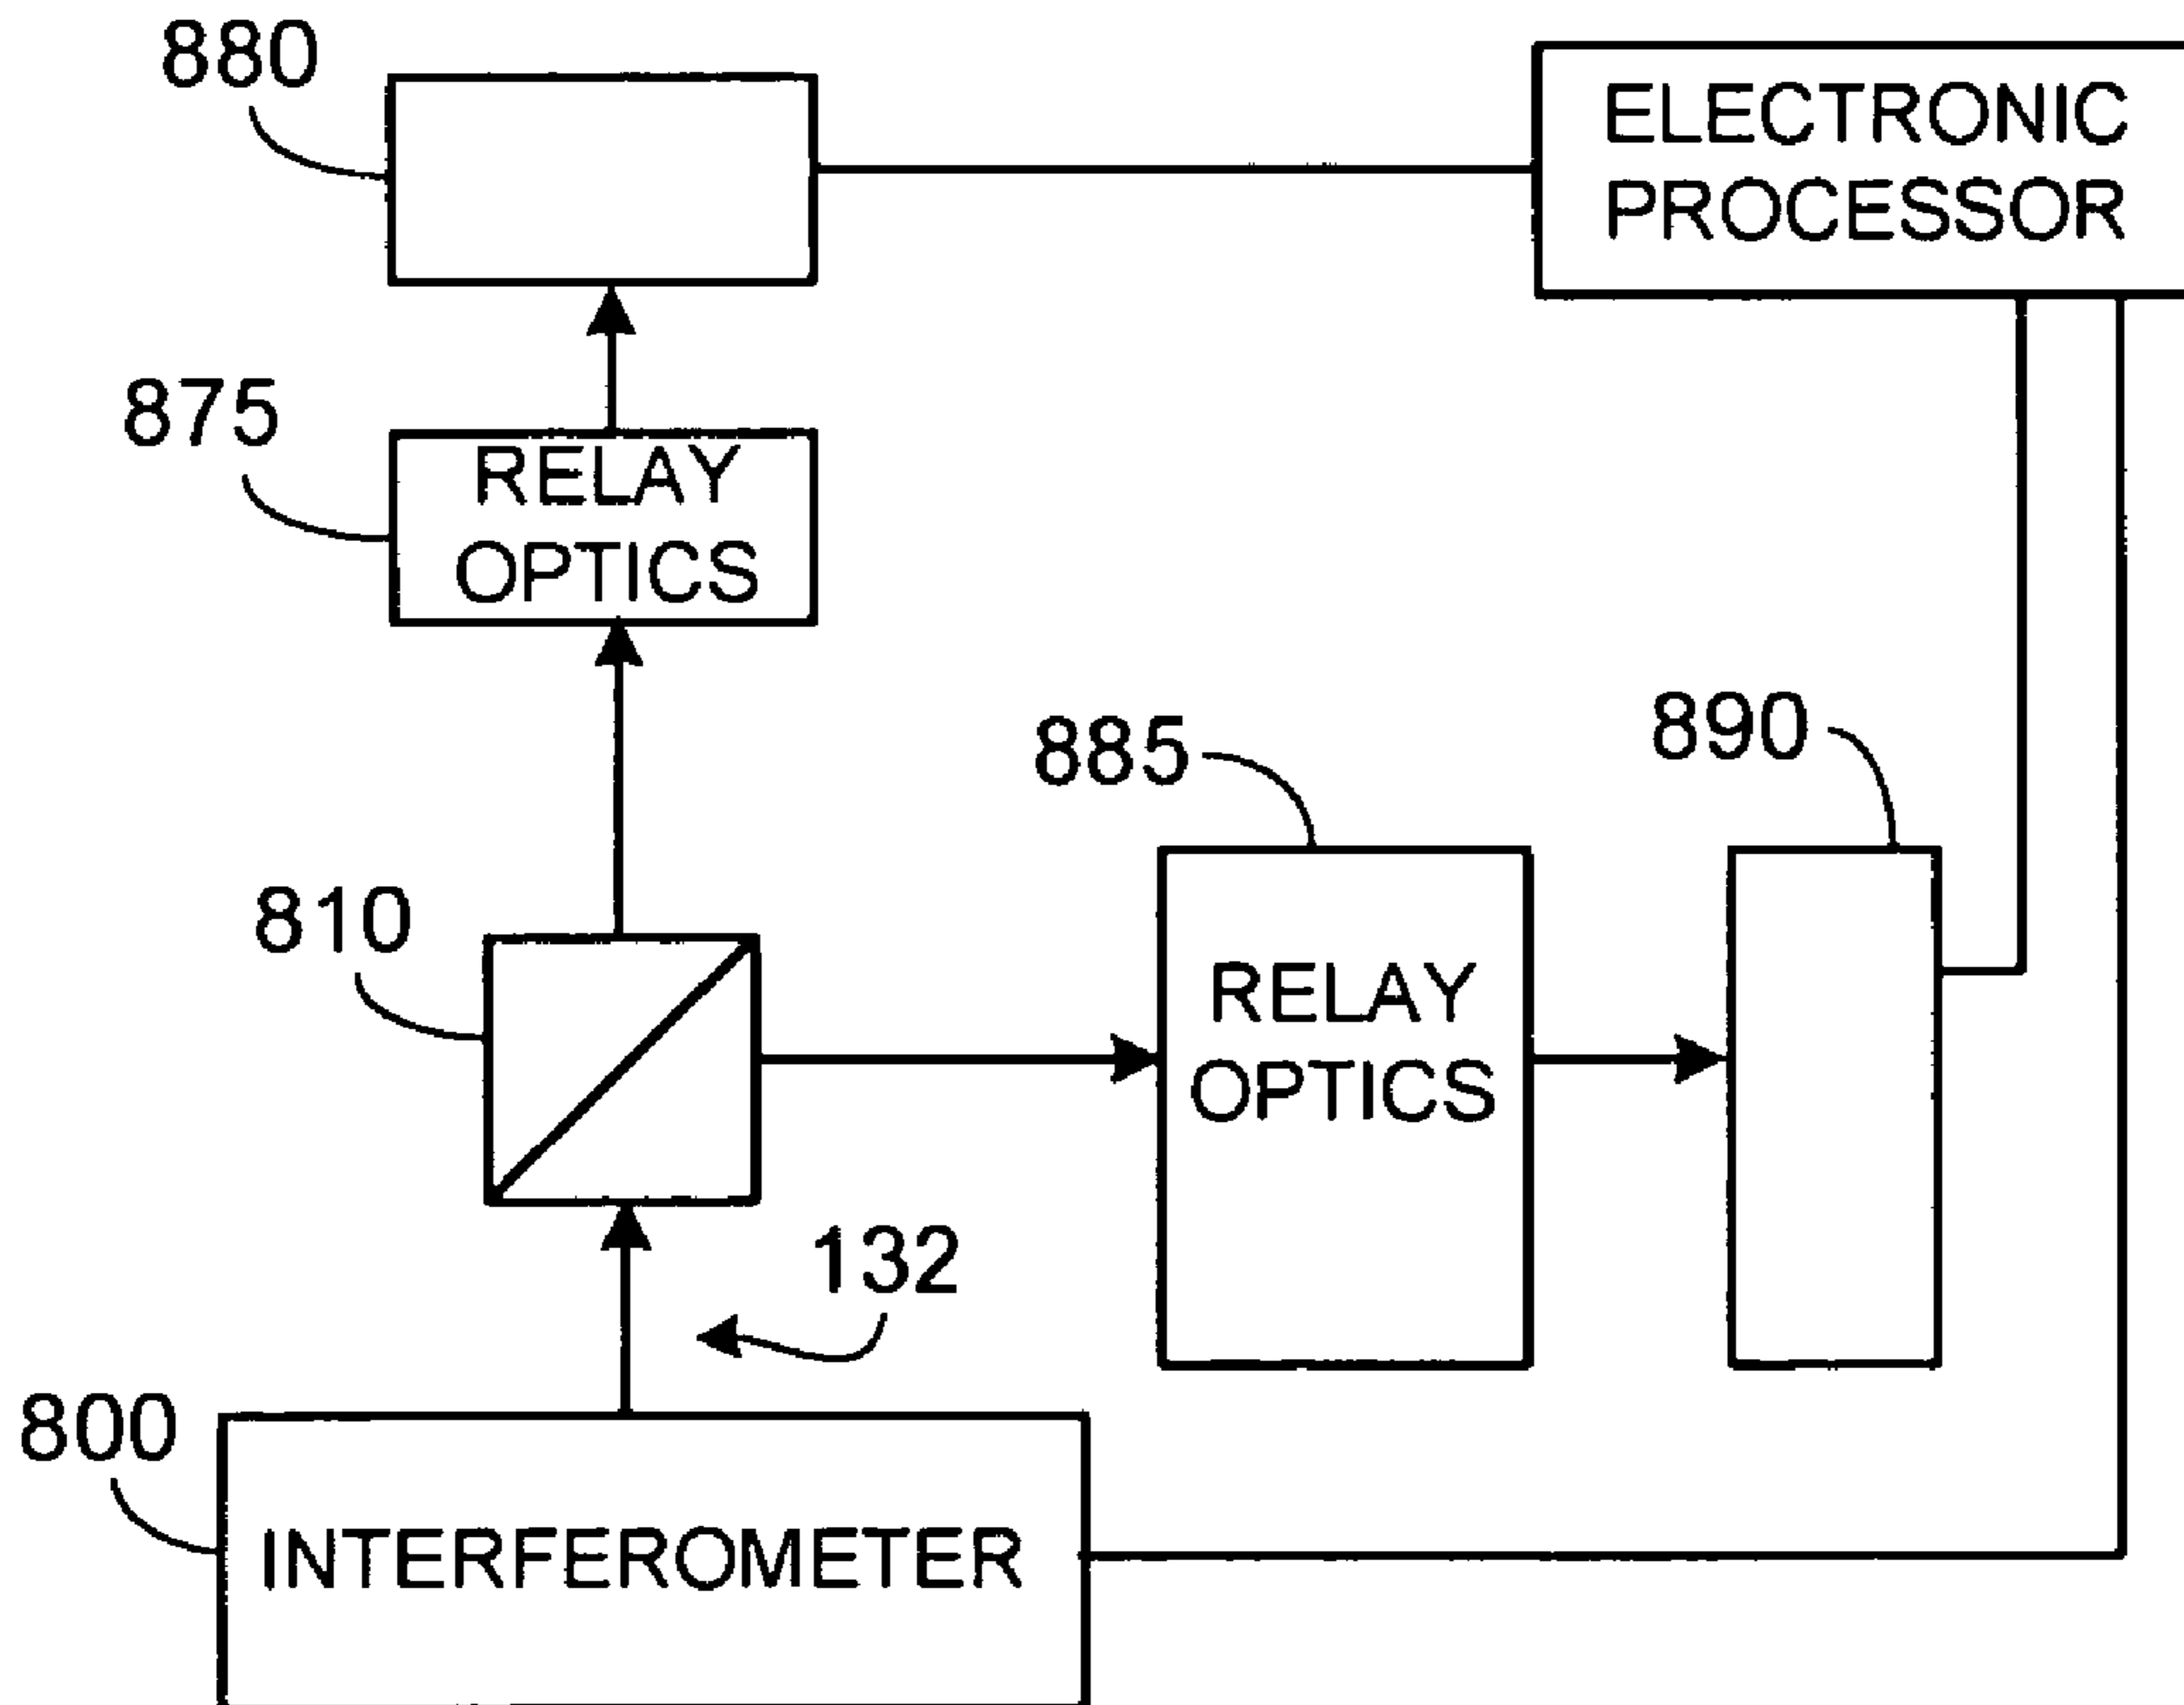 880
ELECTRONIC
PROCESSOR
875
RELAY
OPTICS
885
890
810
RELAY
OPTICS
132
800
INTERFEROMETER